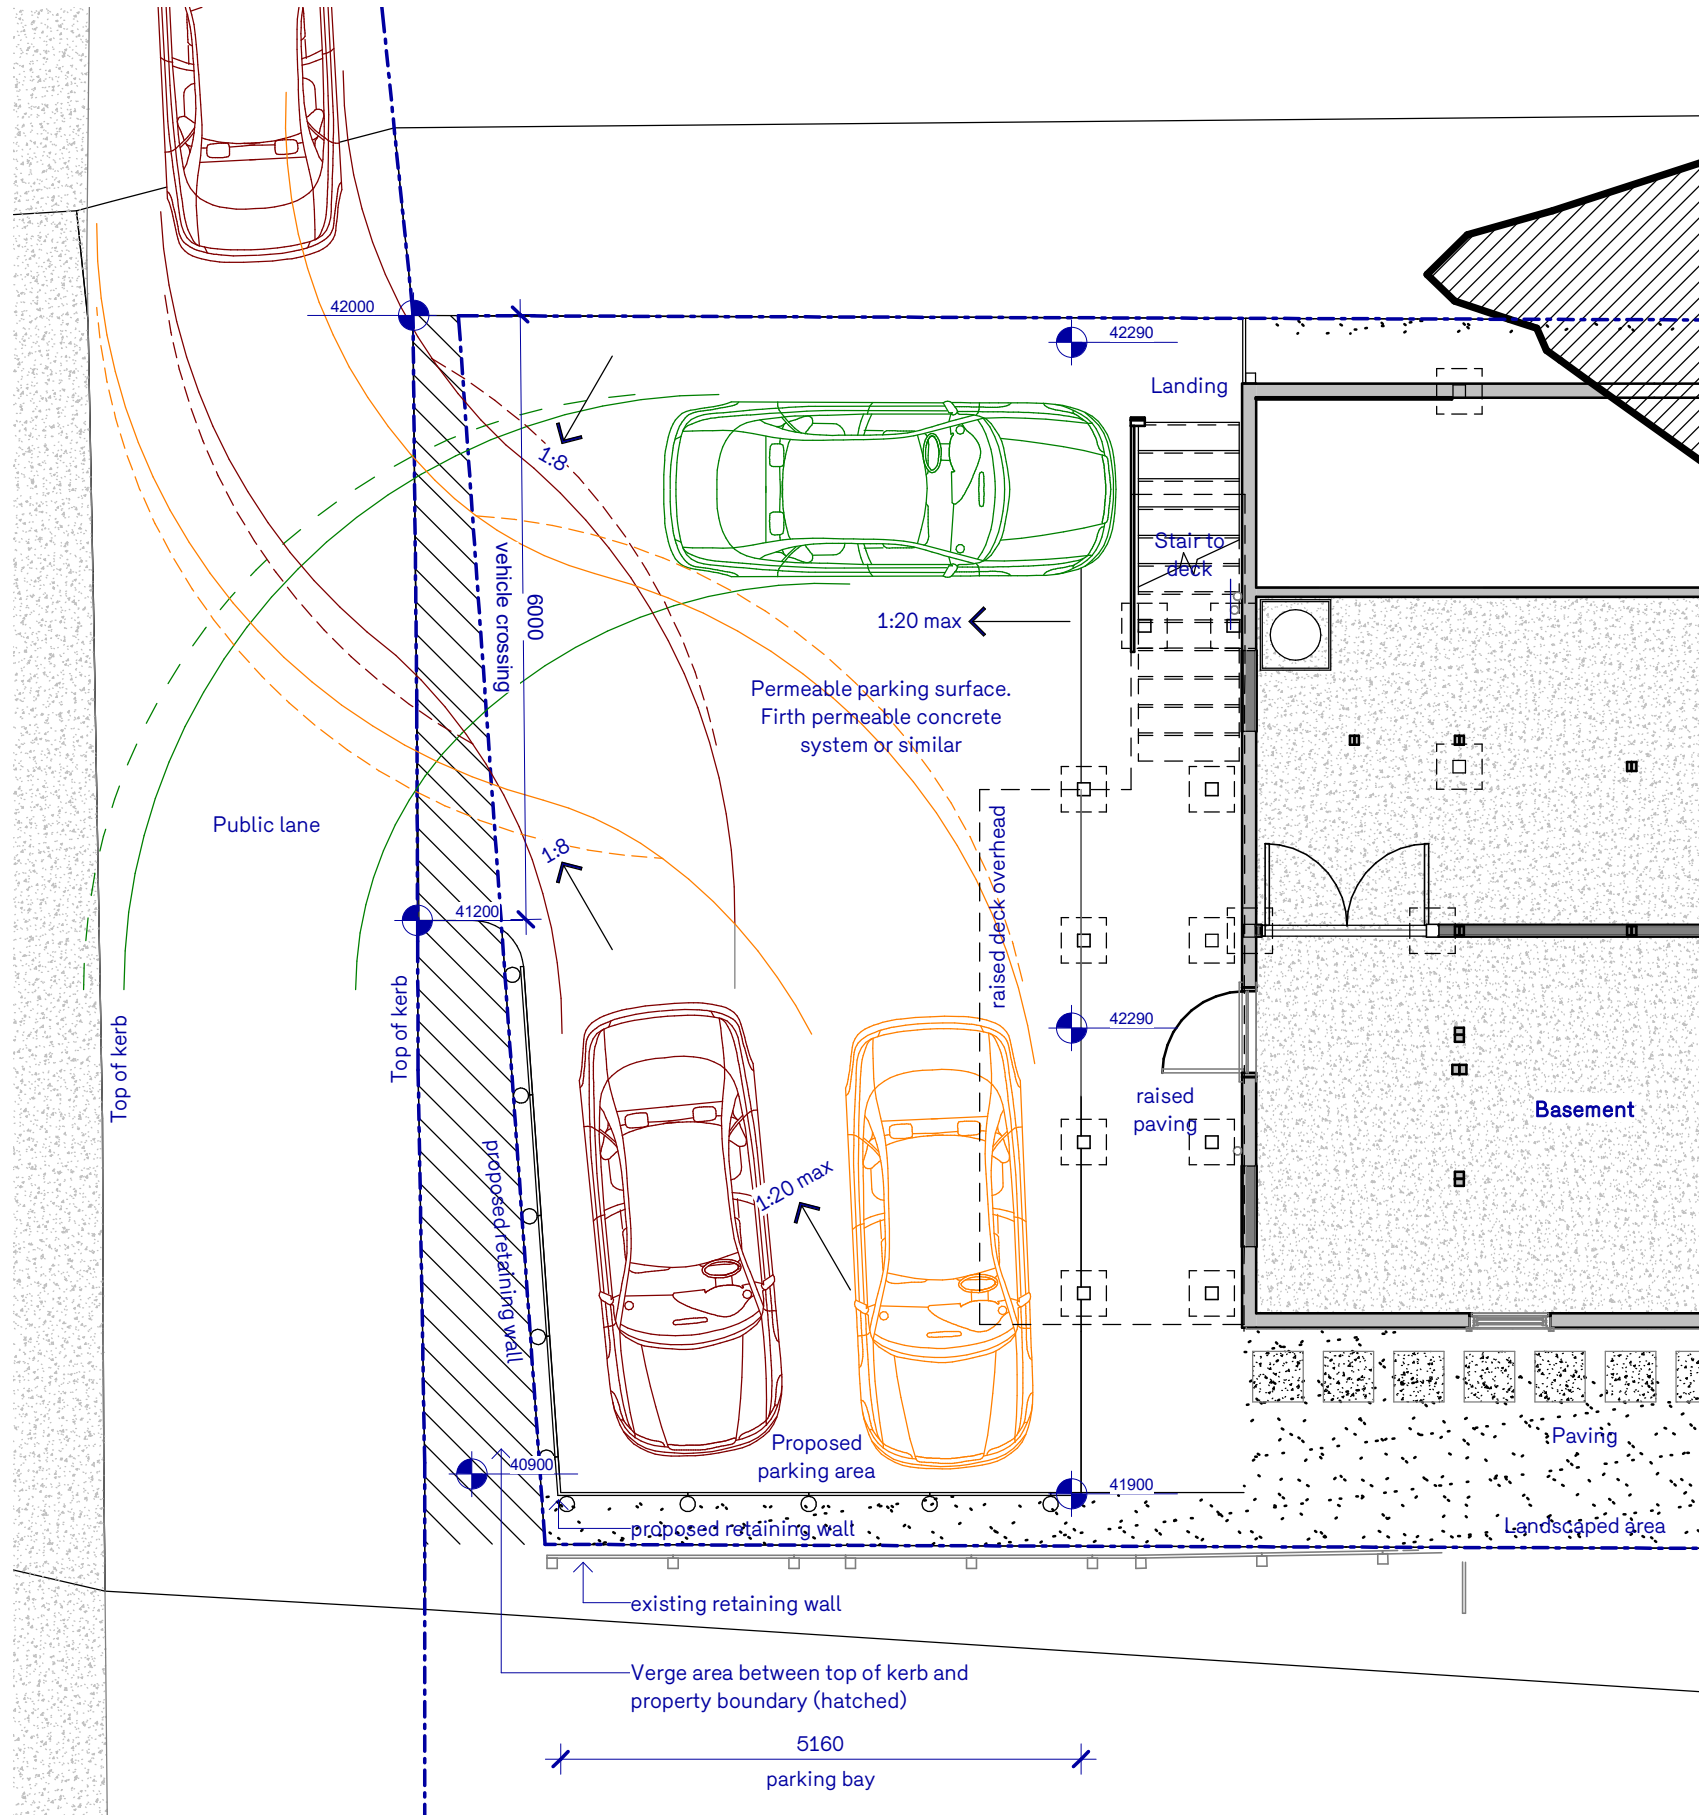 42000
42290
Landing
1:8
Stair to
deck
vehicle crossing
6000
1:20 max
Permeable parking surface.
Firth permeable concrete
system or similar
Public lane
1:8
raised deck overhead
41200
Top of kerb
Top of kerb
42290
raised
paving
Basement
proposed retaining wall
1:20 max
Proposed
parking area
Paving
40900
41900
proposed retaining wall
Landscaped area
existing retaining wall
Verge area between top of kerb and
property boundary (hatched)
5160
parking bay